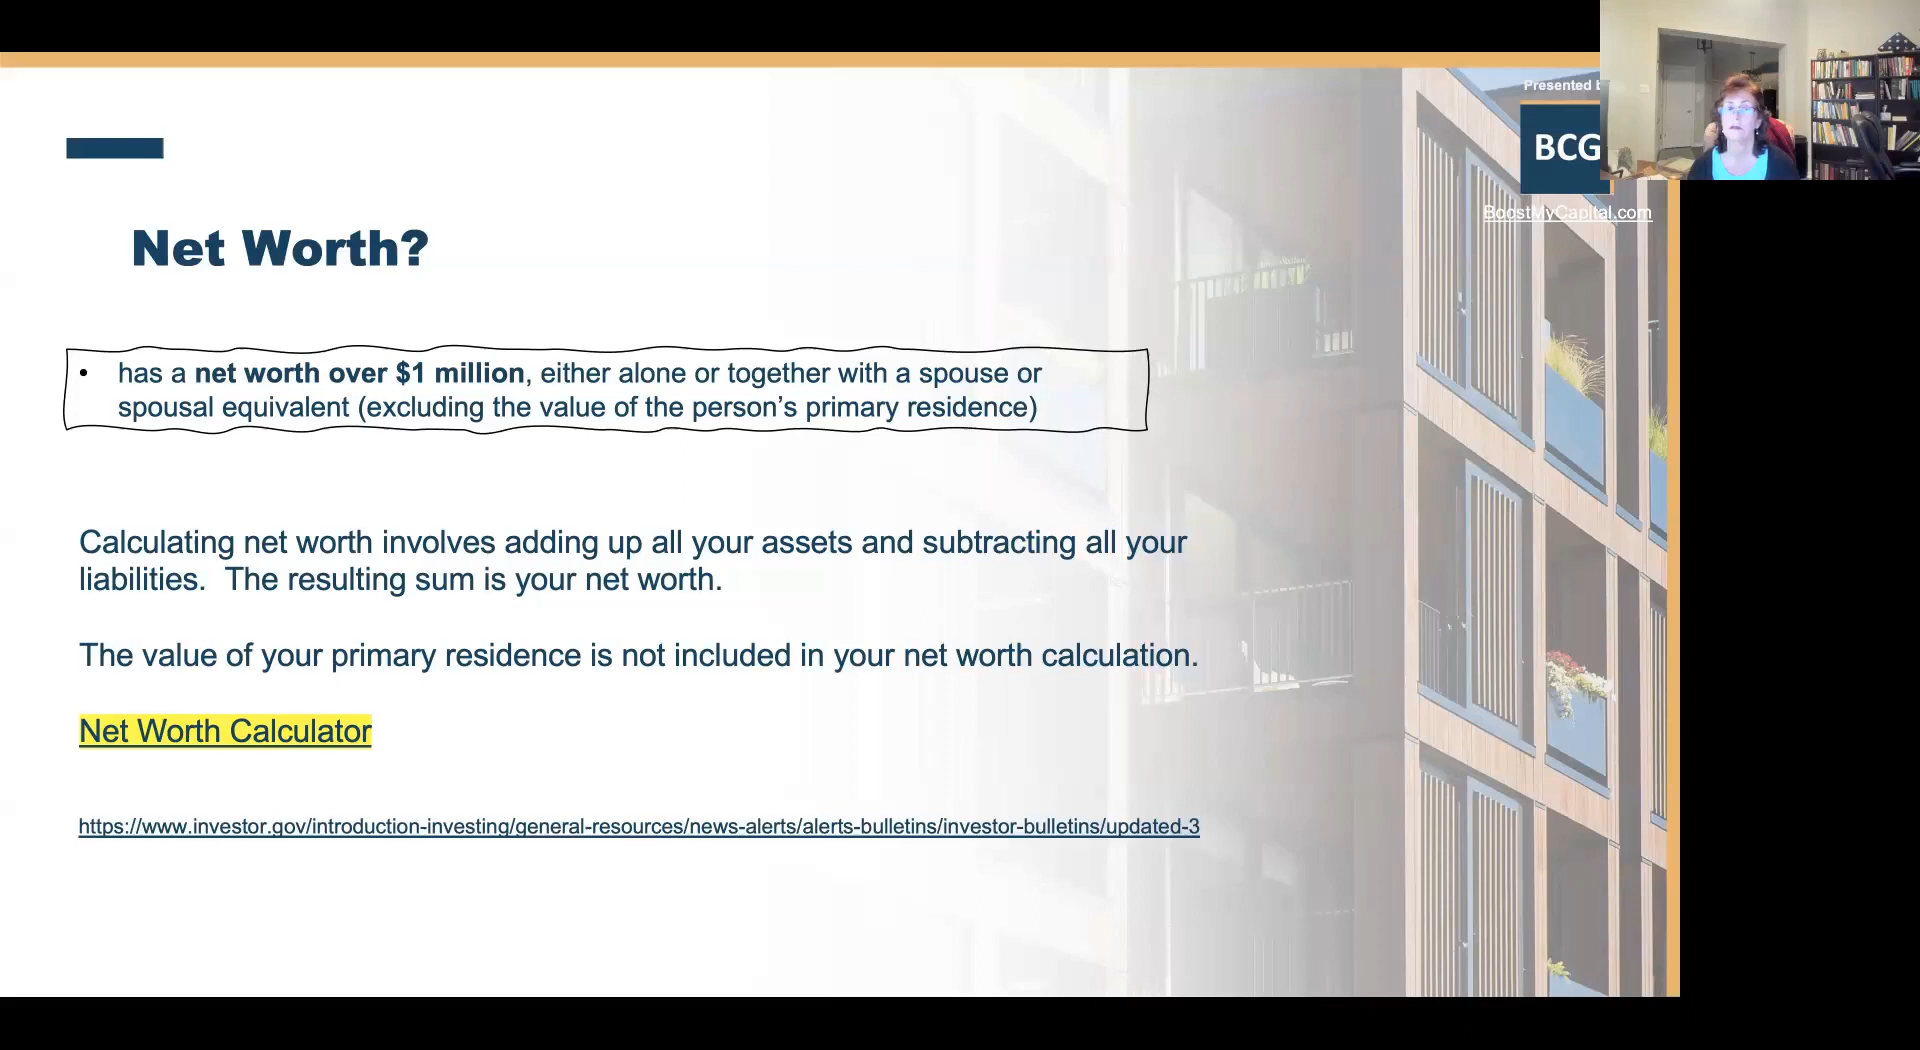 Presented
BCG
BoostMyCapital.com
Net Worth?
• has a net worth over $1 million, either alone or together with a spouse or
spousal equivalent (excluding the value of the person’s primary residence)
Calculating net worth involves adding up all your assets and subtracting all your
liabilities. The resulting sum is your net worth.
The value of your primary residence is not included in your net worth calculation.
Net Worth Calculator
https://www.investor.gov/introduction-investing/general-resources/news-alerts/alerts-bulletins/investor-bulletins/updated-3